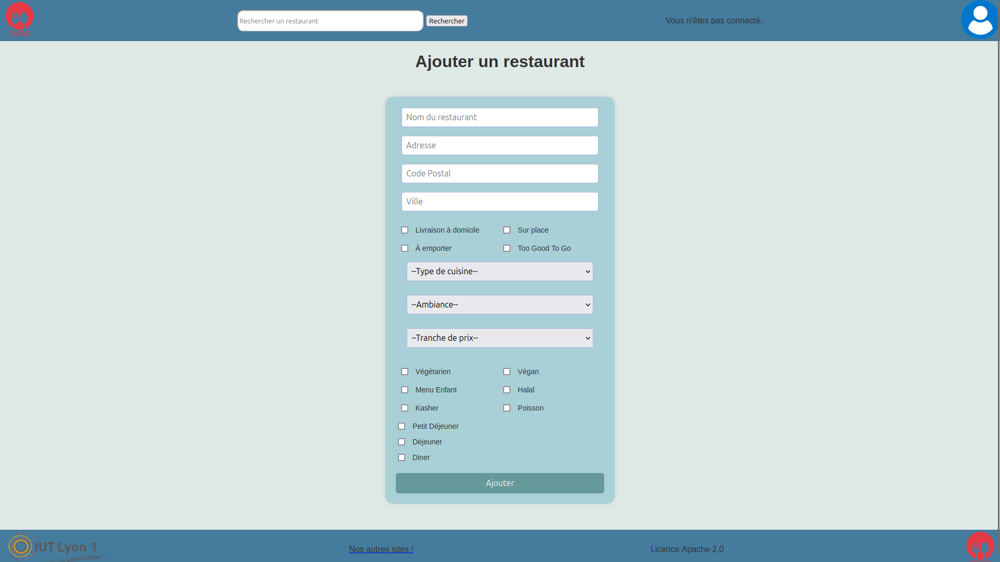 Rechercher un restaurant
Rechercher
Vous n'êtes pas connecté.
Ajouter un restaurant
Nom du restaurant
Adresse
Code Postal
Ville
Livraison à domicile
Sur place
À emporter
Too Good To Go
--Type de cuisine--
--Ambiance--
--Tranche de prix--
Végétarien
Végan
Menu Enfant
Halal
Kasher
Poisson
Petit Déjeuner
Déjeuner
Diner
Ajouter
IUT Lyon 1
technologique
Nos autres sites !
Licence Apache 2.0